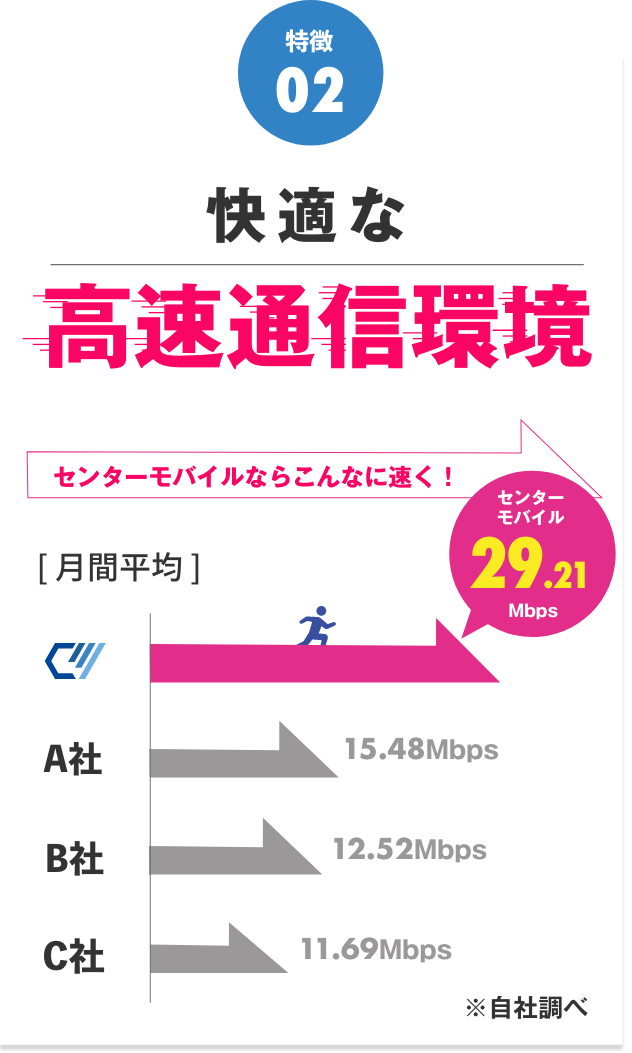 特徴
02
快適な
高速通信環境
センターモバイルならこんなに速く！
センター
モバイル
29.21
Mbps
[ 月間平均 ]
A社
15.48Mbps
B社
12.52Mbps
C社
11.69Mbps
※自社調べ